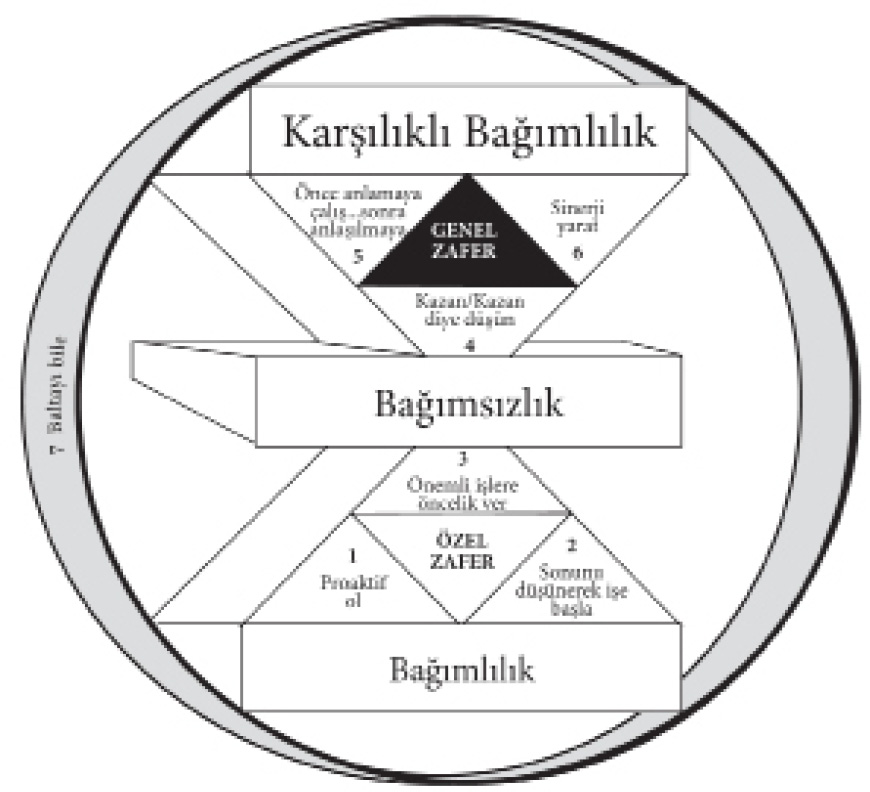 Karşılıklı Bağımlılık
Önce anlamaya
çalış...sonra
anlaşılmaya
5
GENEL
ZAFER
Sinerji
yarat
6
Kazan/Kazan
diye düşün
4
7 Baltayı bile
Bağımsızlık
3
Önemli işlere
öncelik ver
1
Proaktif
ol
ÖZEL
ZAFER
2
Sonunu
düşünerek işe
başla
Bağımlılık